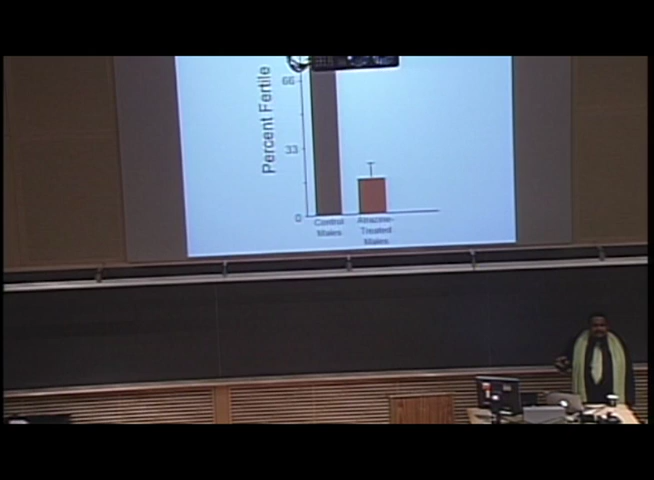 Percent Fertile
66
33
0
Control
Males
Atrazine-
Treated
Males